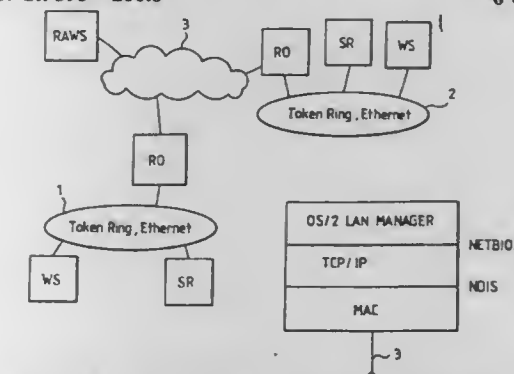 RAWS
3
RO
SR
WS
Token Ring, Ethernet
2
RO
1
Token Ring, Ethernet
WS
SR
OS/2 LAN MANAGER
NETBIO
TCP/IP
NDIS
MAC
3